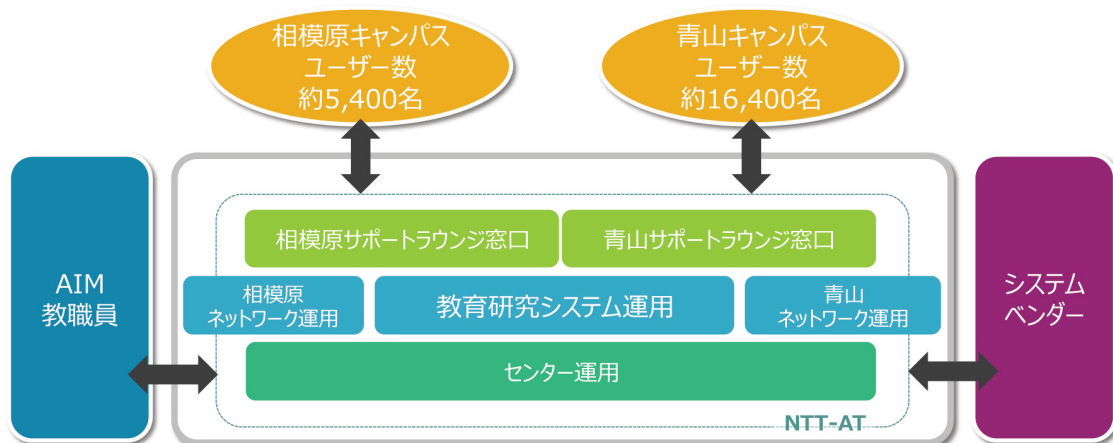 相模原キャンパス
ユーザー数
約5,400名
青山キャンパス
ユーザー数
約16,400名
AIM
教職員
相模原サポートラウンジ窓口
青山サポートラウンジ窓口
相模原
ネットワーク運用
教育研究システム運用
青山
ネットワーク運用
センター運用
NTT-AT
システム
ベンダー